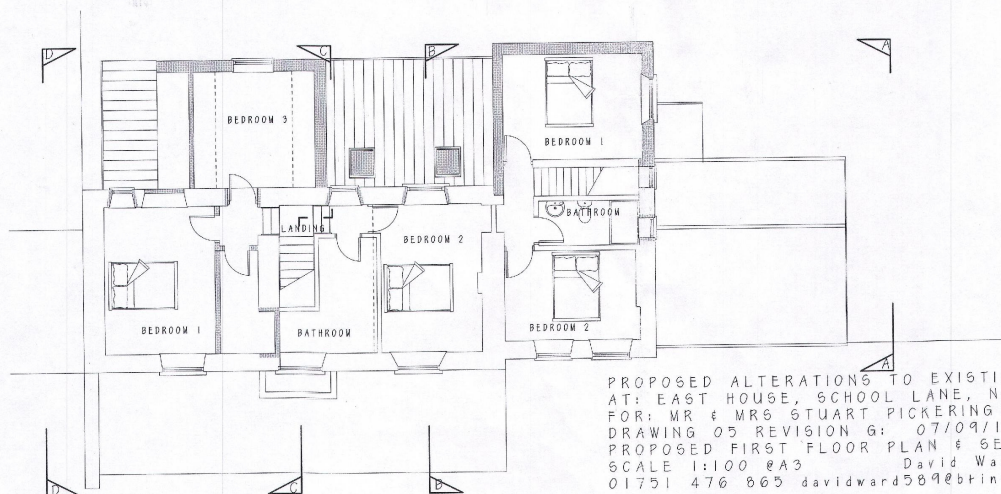 D
C
B
A
BEDROOM 3
BEDROOM 1
BATHROOM
LANDING
BEDROOM 2
BEDROOM 1
BATHROOM
BEDROOM 2
A
D
C
B
PROPOSED ALTERATIONS TO EXISTI
AT: EAST HOUSE, SCHOOL LANE, N
FOR: MR & MRS STUART PICKERING
DRAWING 05 REVISION G: 07/09/1
PROPOSED FIRST FLOOR PLAN & SE
SCALE 1:100 @A3 David Wa
01751 476 865 davidward589@btin